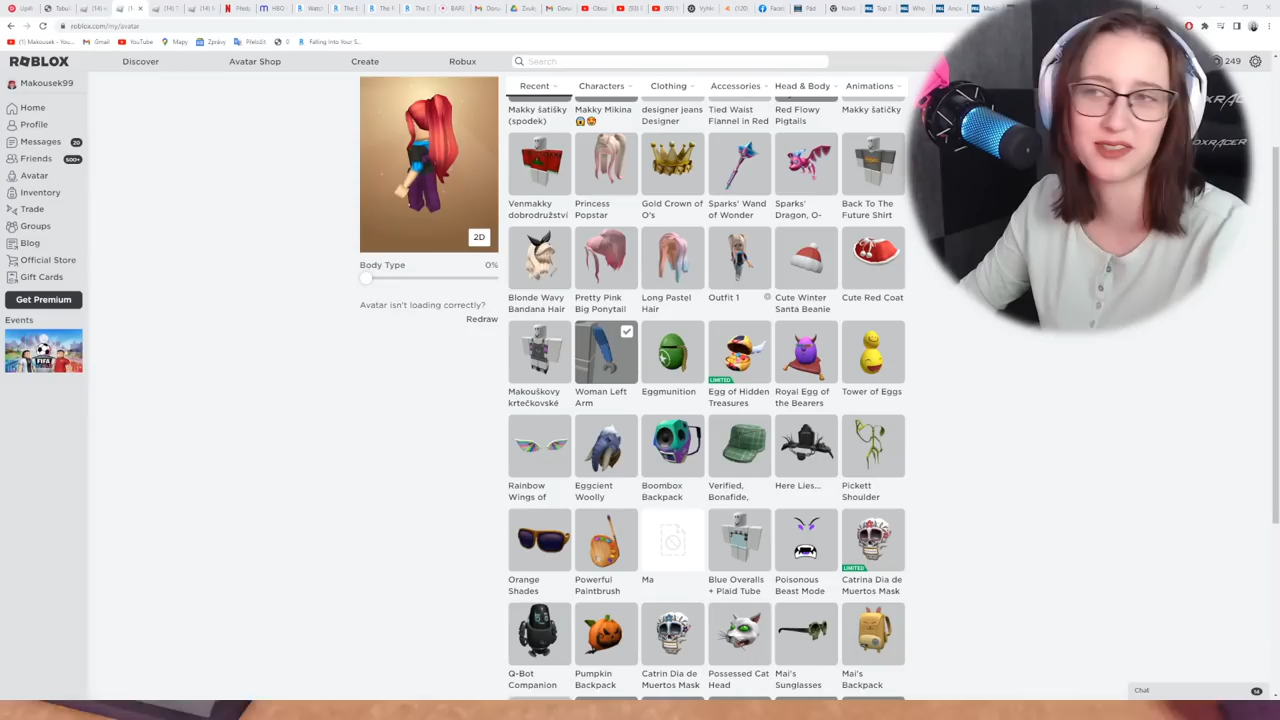 roblox.com/my/avatar
Makousek - You...
Gmail
YouTube
Mapy
Zprávy
Přeložit
0
Falling Into Your S...
ROBLOX
Discover
Avatar Shop
Create
Robux
Search
249
Makousek99
Home
Profile
Messages
20
Friends
500+
Avatar
Inventory
Trade
Groups
Blog
Official Store
Gift Cards
Get Premium
Events
2D
Body Type
0%
Avatar isn't loading correctly?
Redraw
Recent
Characters
Clothing
Accessories
Head & Body
Animations
Makky šatišky (spodek)
Makky Mikina
designer jeans Designer
Tied Waist Flannel in Red
Red Flowy Pigtails
Makky šatičky
Venmakky dobrodružství
Princess Popstar
Gold Crown of O's
Sparks' Wand of Wonder
Sparks' Dragon, O-
Back To The Future Shirt
Blonde Wavy Bandana Hair
Pretty Pink Big Ponytail
Long Pastel Hair
Outfit 1
Cute Winter Santa Beanie
Cute Red Coat
Makouškovy krtečkovské
Woman Left Arm
Eggmunition
LIMITED
Egg of Hidden Treasures
Royal Egg of the Bearers
Tower of Eggs
Rainbow Wings of
Eggcient Woolly
Boombox Backpack
Verified, Bonafide,
Here Lies...
Pickett Shoulder
Orange Shades
Powerful Paintbrush
Ma
Blue Overalls + Plaid Tube
Poisonous Beast Mode
LIMITED
Catrina Dia de Muertos Mask
Q-Bot Companion
Pumpkin Backpack
Catrin Dia de Muertos Mask
Possessed Cat Head
Mai's Sunglasses
Mai's Backpack
Chat
14
DXRACER